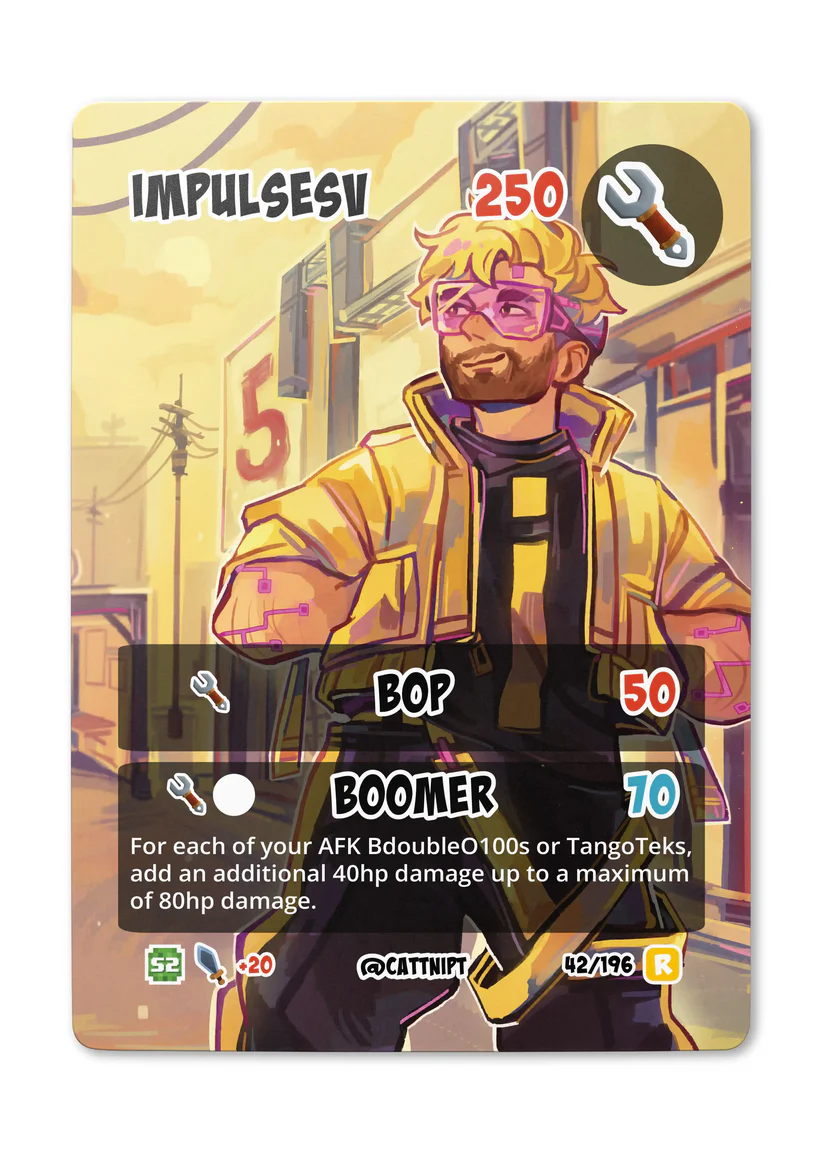 IMPULSESV 250
5
BOP 50
BOOMER 70
For each of your AFK BdoubleO100s or TangoTeks,
add an additional 40hp damage up to a maximum
of 80hp damage.
S2 +20 @CATTNIPT 42/196 R